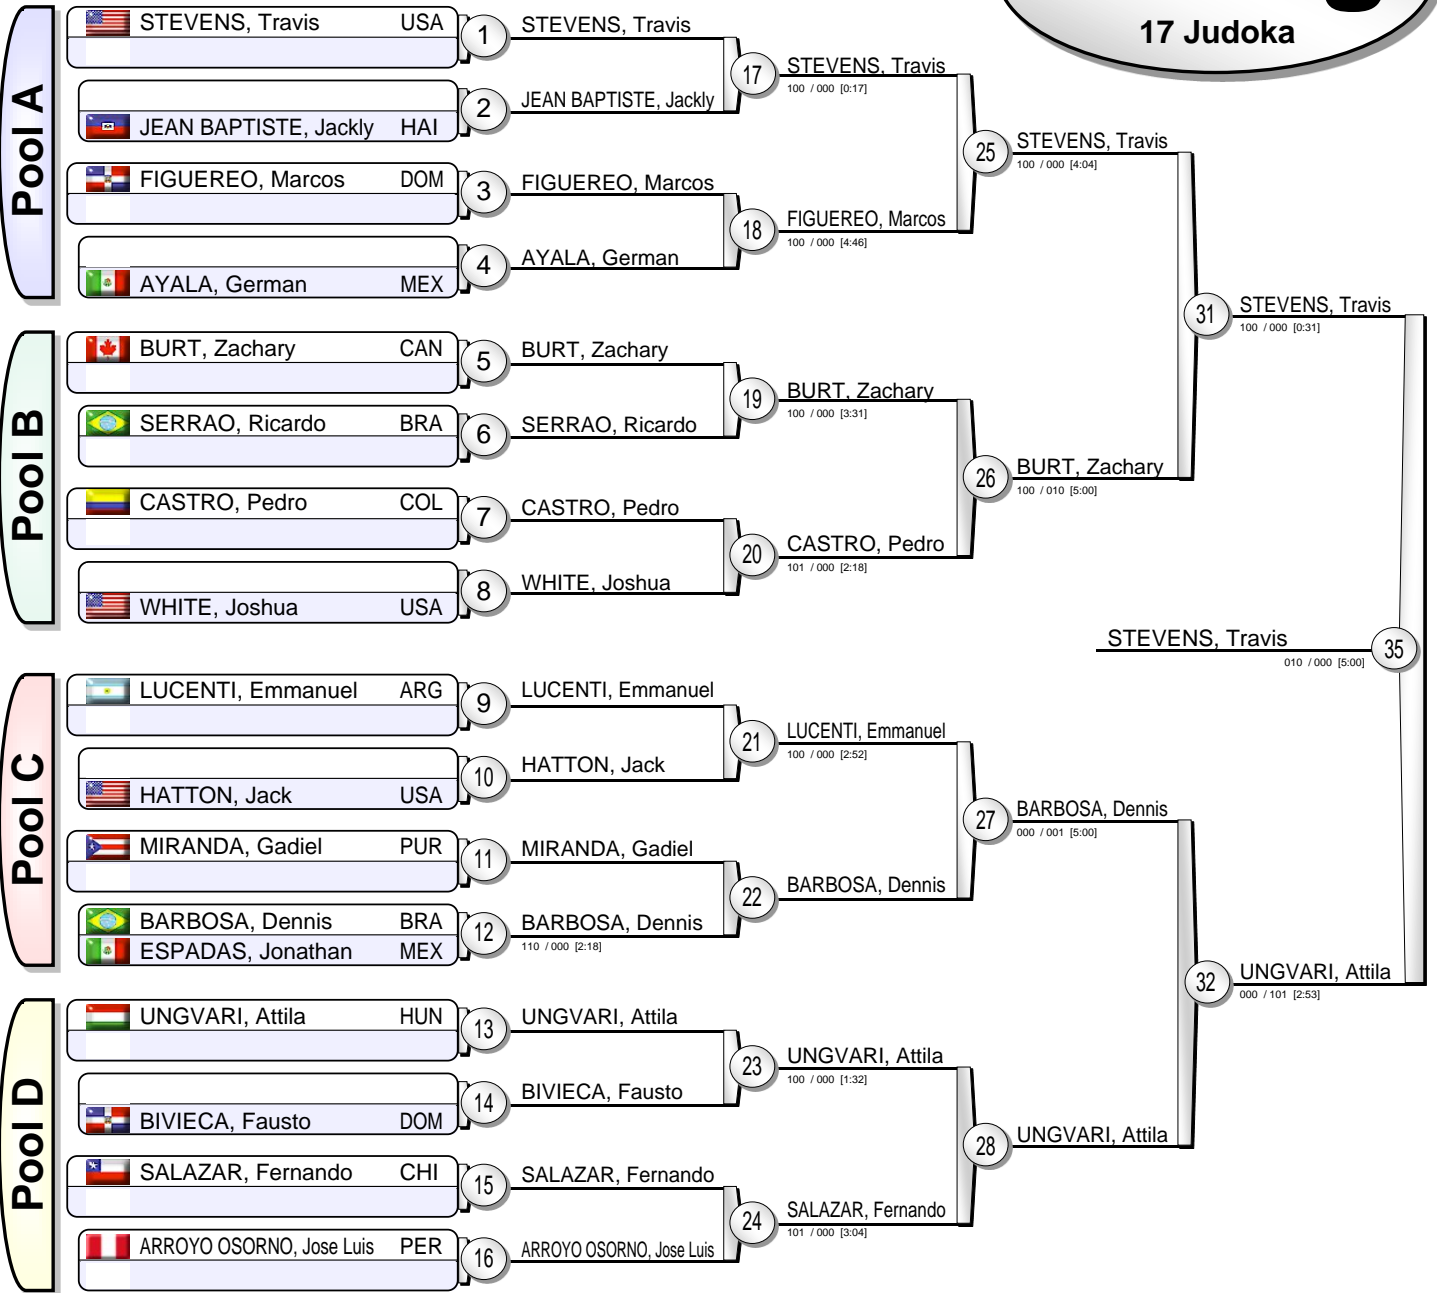 17 Judoka
Pool A
STEVENS, Travis USA
1
STEVENS, Travis
JEAN BAPTISTE, Jackly HAI
2
JEAN BAPTISTE, Jackly
17
STEVENS, Travis
100 / 000 [0:17]
FIGUEREO, Marcos DOM
3
FIGUEREO, Marcos
AYALA, German MEX
4
AYALA, German
18
FIGUEREO, Marcos
100 / 000 [4:46]
25
STEVENS, Travis
100 / 000 [4:04]
Pool B
BURT, Zachary CAN
5
BURT, Zachary
SERRAO, Ricardo BRA
6
SERRAO, Ricardo
19
BURT, Zachary
100 / 000 [3:31]
CASTRO, Pedro COL
7
CASTRO, Pedro
WHITE, Joshua USA
8
WHITE, Joshua
20
CASTRO, Pedro
101 / 000 [2:18]
26
BURT, Zachary
100 / 010 [5:00]
31
STEVENS, Travis
100 / 000 [0:31]
STEVENS, Travis
010 / 000 [5:00]
35
Pool C
LUCENTI, Emmanuel ARG
9
LUCENTI, Emmanuel
HATTON, Jack USA
10
HATTON, Jack
21
LUCENTI, Emmanuel
100 / 000 [2:52]
MIRANDA, Gadiel PUR
11
MIRANDA, Gadiel
BARBOSA, Dennis BRA
ESPADAS, Jonathan MEX
12
BARBOSA, Dennis
110 / 000 [2:18]
22
BARBOSA, Dennis
27
BARBOSA, Dennis
000 / 001 [5:00]
Pool D
UNGVARI, Attila HUN
13
UNGVARI, Attila
BIVIECA, Fausto DOM
14
BIVIECA, Fausto
23
UNGVARI, Attila
100 / 000 [1:32]
SALAZAR, Fernando CHI
15
SALAZAR, Fernando
ARROYO OSORNO, Jose Luis PER
16
ARROYO OSORNO, Jose Luis
24
SALAZAR, Fernando
101 / 000 [3:04]
28
UNGVARI, Attila
32
UNGVARI, Attila
000 / 101 [2:53]